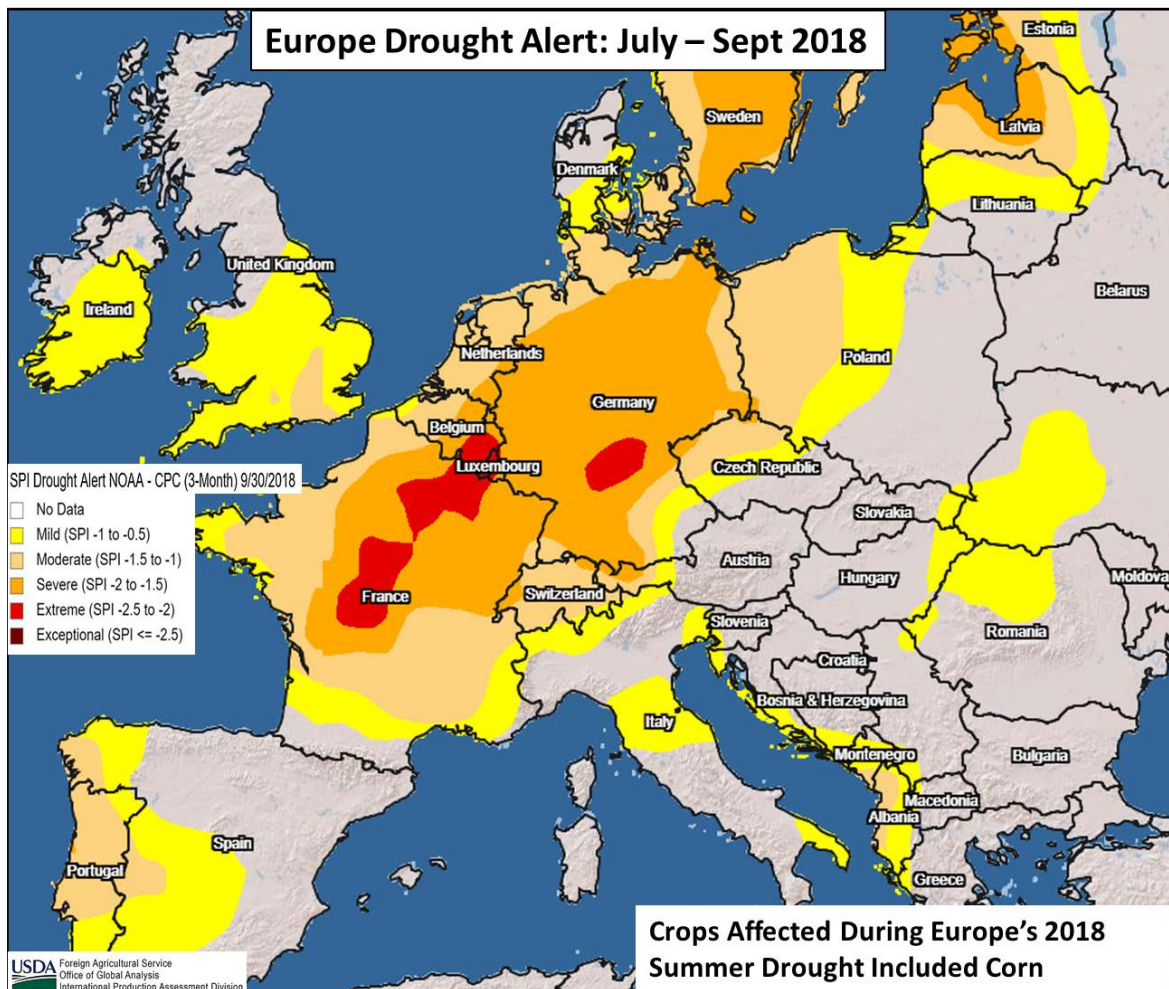 Europe Drought Alert: July – Sept 2018
Estonia
Sweden
Latvia
Denmark
Lithuania
United Kingdom
Ireland
Belarus
Netherlands
Poland
Germany
Belgium
Luxembourg
Czech Republic
SPI Drought Alert NOAA - CPC (3-Month) 9/30/2018
No Data
Mild (SPI -1 to -0.5)
Moderate (SPI -1.5 to -1)
Severe (SPI -2 to -1.5)
Extreme (SPI -2.5 to -2)
Exceptional (SPI <= -2.5)
Slovakia
Austria
Hungary
Moldova
France
Switzerland
Slovenia
Romania
Croatia
Bosnia & Herzegovina
Italy
Montenegro
Bulgaria
Macedonia
Albania
Spain
Portugal
Greece
Crops Affected During Europe's 2018
Summer Drought Included Corn
USDA
Foreign Agricultural Service
Office of Global Analysis
International Production Assessment Division